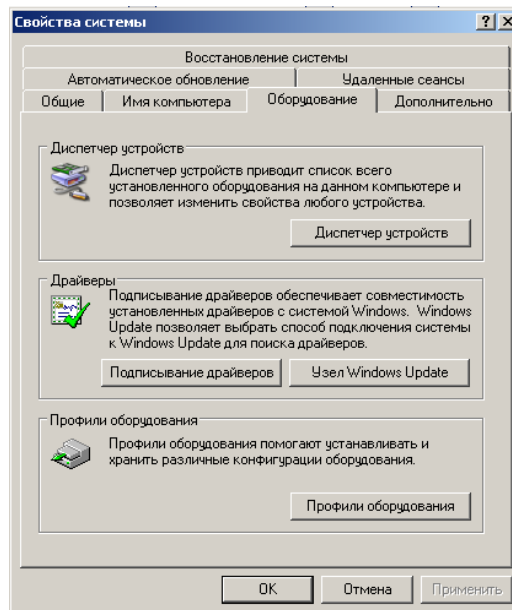 Свойства системы
Восстановление системы
Автоматическое обновление
Удаленные сеансы
Общие
Имя компьютера
Оборудование
Дополнительно
Диспетчер устройств
Диспетчер устройств приводит список всего
установленного оборудования на данном компьютере и
позволяет изменить свойства любого устройства.
Диспетчер устройств
Драйверы
Подписывание драйверов обеспечивает совместимость
установленных драйверов с системой Windows. Windows
Update позволяет выбрать способ подключения системы
к Windows Update для поиска драйверов.
Подписывание драйверов
Узел Windows Update
Профили оборудования
Профили оборудования помогают устанавливать и
хранить различные конфигурации оборудования.
Профили оборудования
OK
Отмена
Применить